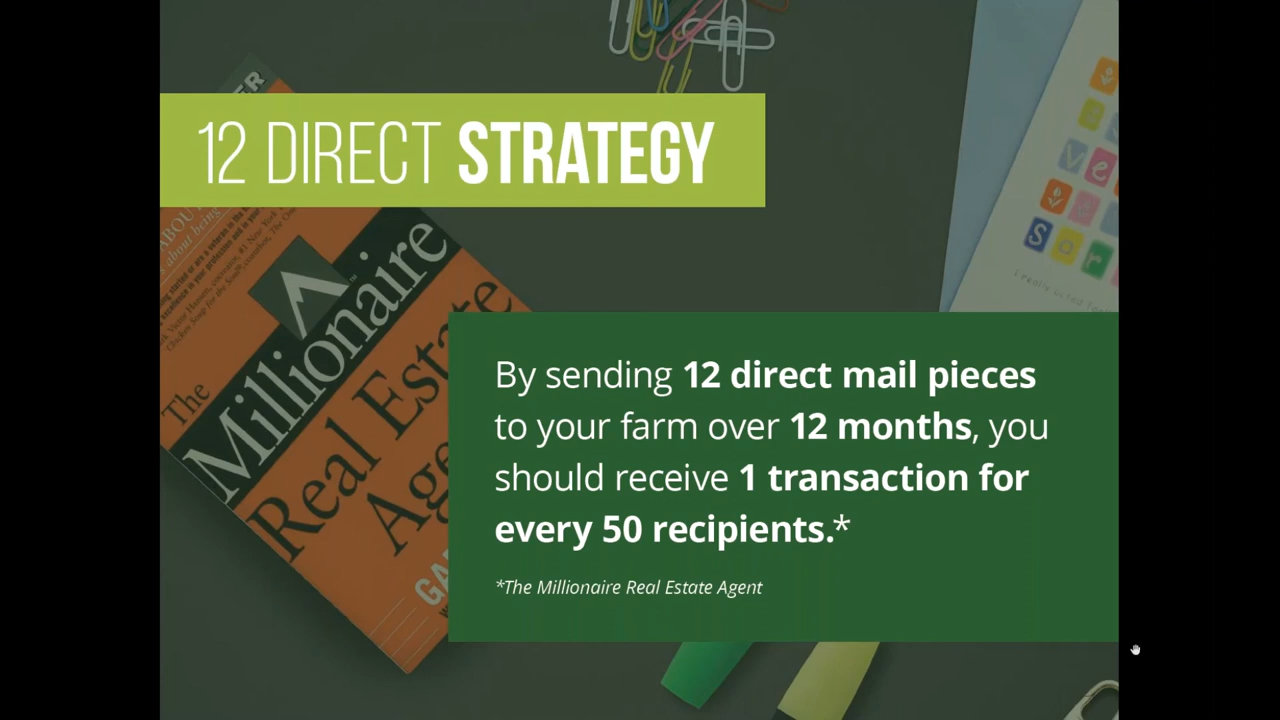 12 DIRECT STRATEGY
By sending 12 direct mail pieces
to your farm over 12 months, you
should receive 1 transaction for
every 50 recipients.*
*The Millionaire Real Estate Agent
The
Millionaire
Real Estate